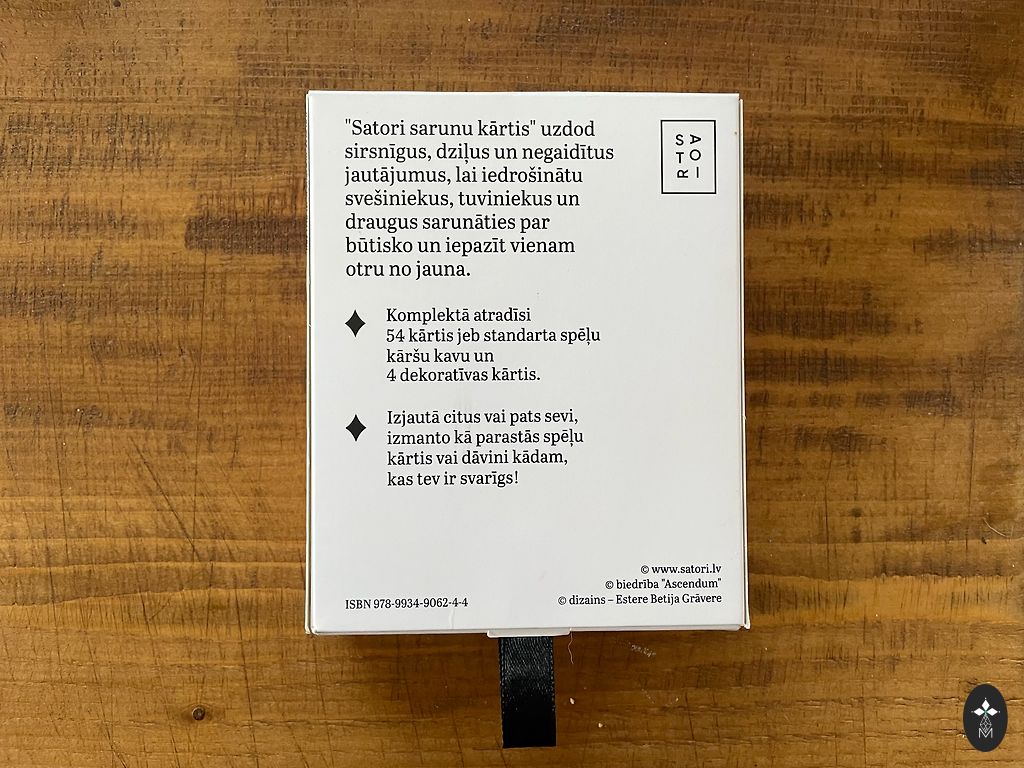 "Satori sarunu kārtis" uzdod
sirsnīgus, dziļus un negaidītus
jautājumus, lai iedrošinātu
svešiniekus, tuviniekus un
draugus sarunāties par
būtisko un iepazīt vienam
otru no jauna.
SATORI
Komplektā atradīsi
54 kārtis jeb standarta spēļu
kāršu kavu un
4 dekoratīvas kārtis.
Izjautā citus vai pats sevi,
izmanto kā parastās spēļu
kārtis vai dāvini kādam,
kas tev ir svarīgs!
© www.satori.lv
© biedrība "Ascendum"
© dizains – Estere Betija Grāvere
ISBN 978-9934-9062-4-4
M